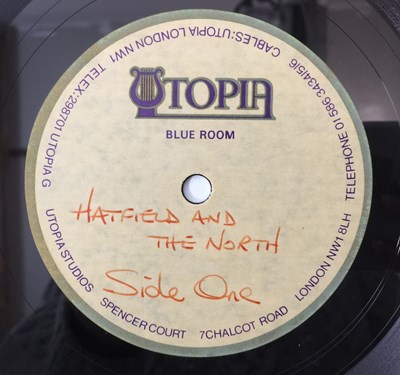 UTOPIA
BLUE ROOM
HATFIELD AND
THE NORTH
Side One
UTOPIA STUDIOS SPENCER COURT 7 CHALCOT ROAD LONDON NW1 8LH TELEPHONE 01 586 3434/5/6
CABLES: UTOPIA LONDON NW1 TELEX: 298701 UTOPIA G